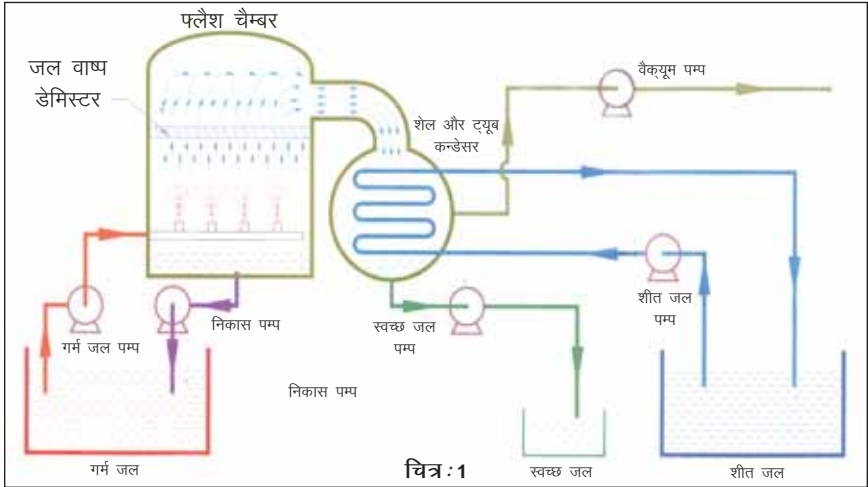 फ्लैश चैम्बर
जल वाष्प
डेमिस्टर
वैक्यूम पम्प
शेल और ट्यूब
कन्डेसर
गर्म जल पम्प
निकास पम्प
स्वच्छ जल
पम्प
शीत जल
पम्प
निकास पम्प
गर्म जल
चित्र : 1
स्वच्छ जल
शीत जल